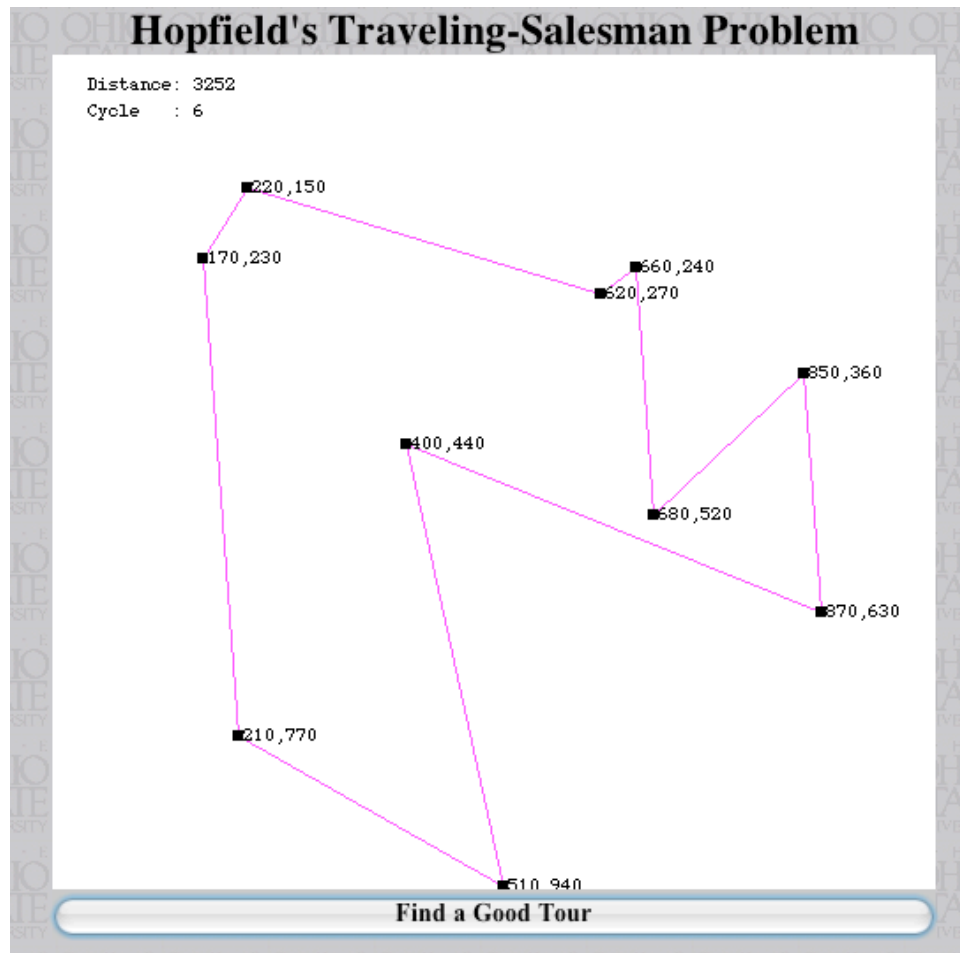 Hopfield's Traveling-Salesman Problem
Distance: 3252
Cycle : 6
220,150
170,230
660,240
620,270
850,360
400,440
680,520
870,630
210,770
510,940
Find a Good Tour